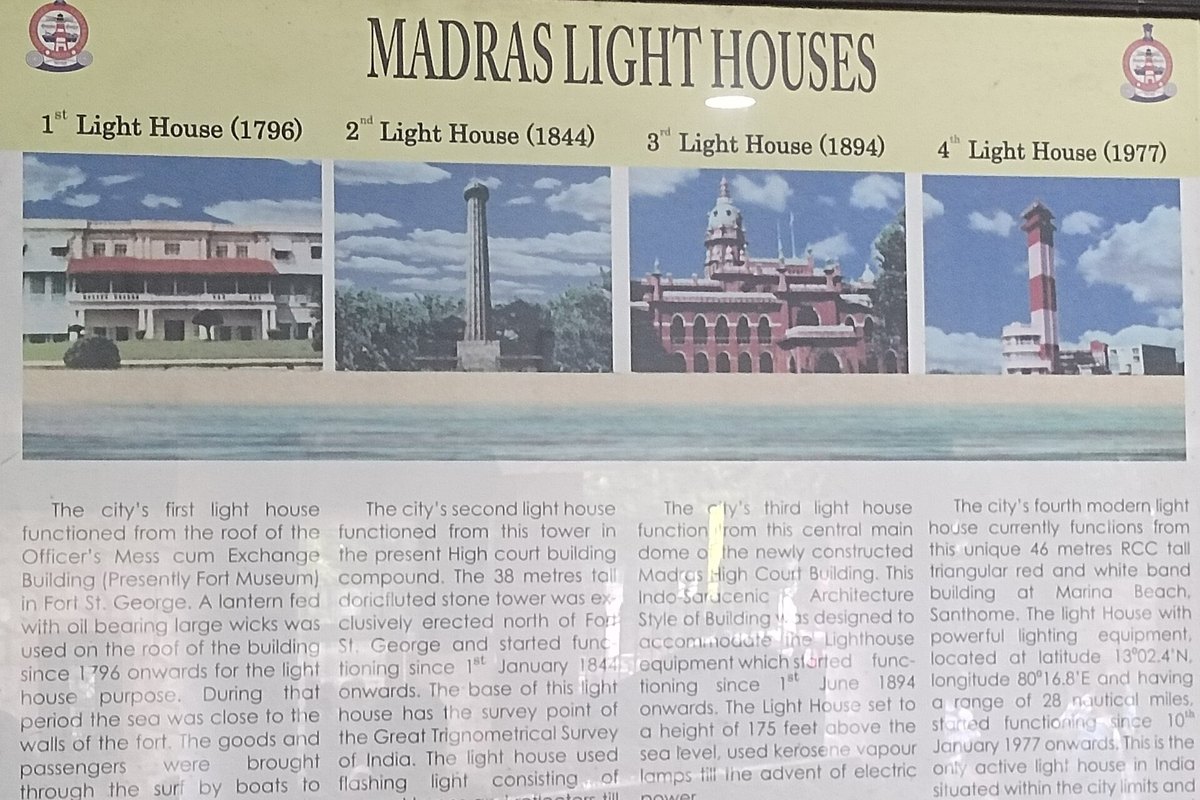 MADRAS LIGHT HOUSES
1st Light House (1796)
2nd Light House (1844)
3rd Light House (1894)
4th Light House (1977)
The city's first light house
functioned from the roof of the
Officer's Mess cum Exchange
Building (Presently Fort Museum)
in Fort St. George. A lantern fed
with oil bearing large wicks was
used on the roof of the building
since 1796 onwards for the light
house purpose. During that
period the sea was close to the
walls of the fort. The goods and
passengers were brought
through the surf by boats to
The city's second light house
functioned from this tower in
the present High court building
compound. The 38 metres tall
doricfluted stone tower was ex-
clusively erected north of Fort
St. George and started func
tioning since 1st January 1844
onwards. The base of this light
house has the survey point of
the Great Trignometrical Survey
of India. The light house used
flashing light consisting of
till
The city's third light house
function from this central main
dome of the newly constructed
Madras High Court Building. This
Indo-Saracenic Architecture
Style of Building was designed to
accommodate the Lighthouse
equipment which started func-
tioning since 1st June 1894
onwards. The Light House set to
a height of 175 feet above the
sea level, used kerosene vapour
lamps till the advent of electric
power
The city's fourth modern light
house currently functions from
this unique 46 metres RCC tall
triangular red and white band
building at Marina Beach,
Santhome. The light House with
powerful lighting equipment,
located at latitude 13°02.4'N,
longitude 80°16.8'E and having
a range of 28 nautical miles,
started functioning since 10th
January 1977 onwards. This is the
only active light house in India
situated within the city limits and